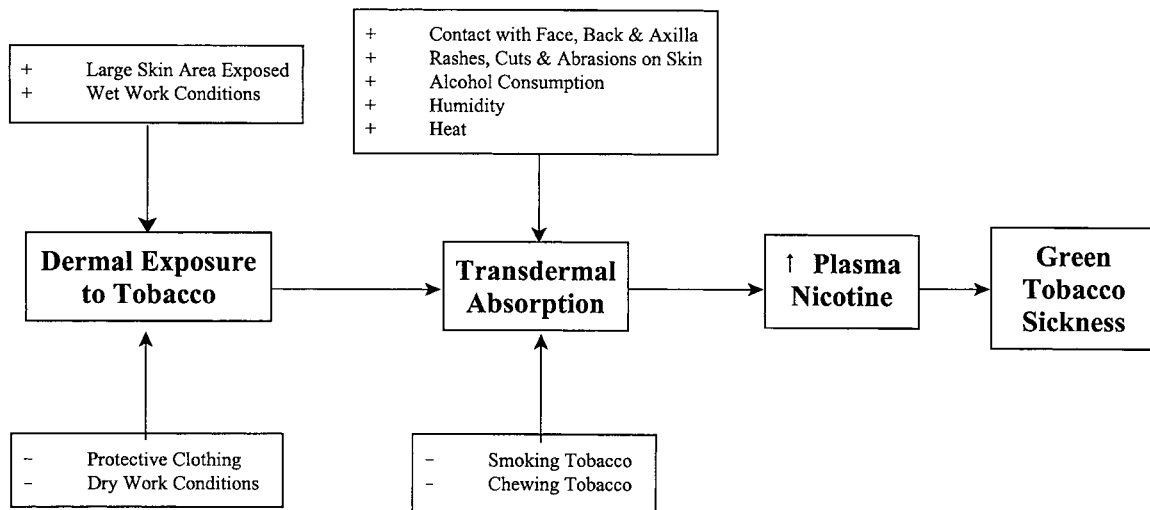 + Large Skin Area Exposed
+ Wet Work Conditions
+ Contact with Face, Back & Axilla
+ Rashes, Cuts & Abrasions on Skin
+ Alcohol Consumption
+ Humidity
+ Heat
Dermal Exposure
to Tobacco
Transdermal
Absorption
↑ Plasma
Nicotine
Green
Tobacco
Sickness
− Protective Clothing
− Dry Work Conditions
− Smoking Tobacco
− Chewing Tobacco